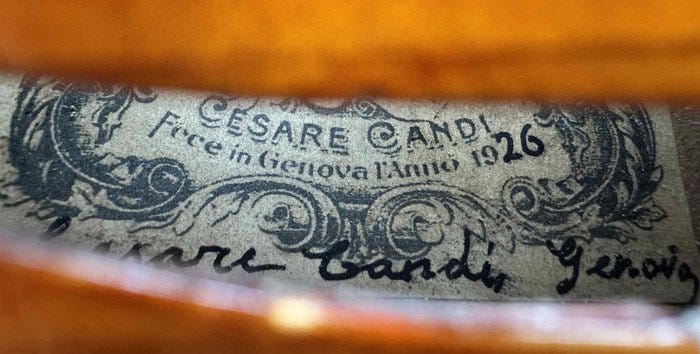 CESARE CANDI
Fece in Genova l'Anno 1926
Cesare Candi, Genova